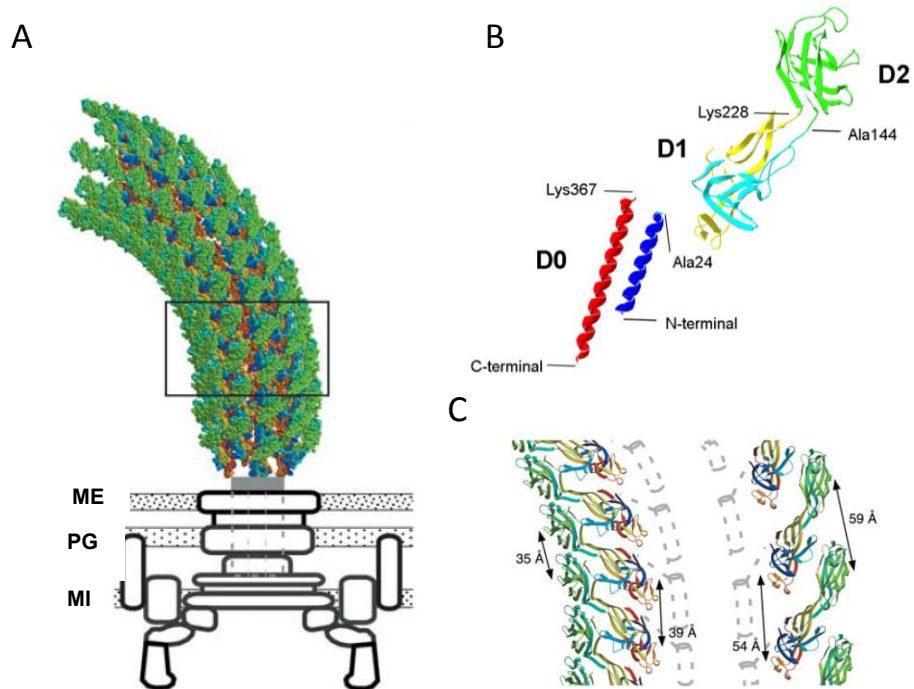 A
ME
PG
MI
B
D2
Lys228
Ala144
D1
Lys367
D0
Ala24
N-terminal
C-terminal
C
59 Å
35 Å
39 Å
54 Å